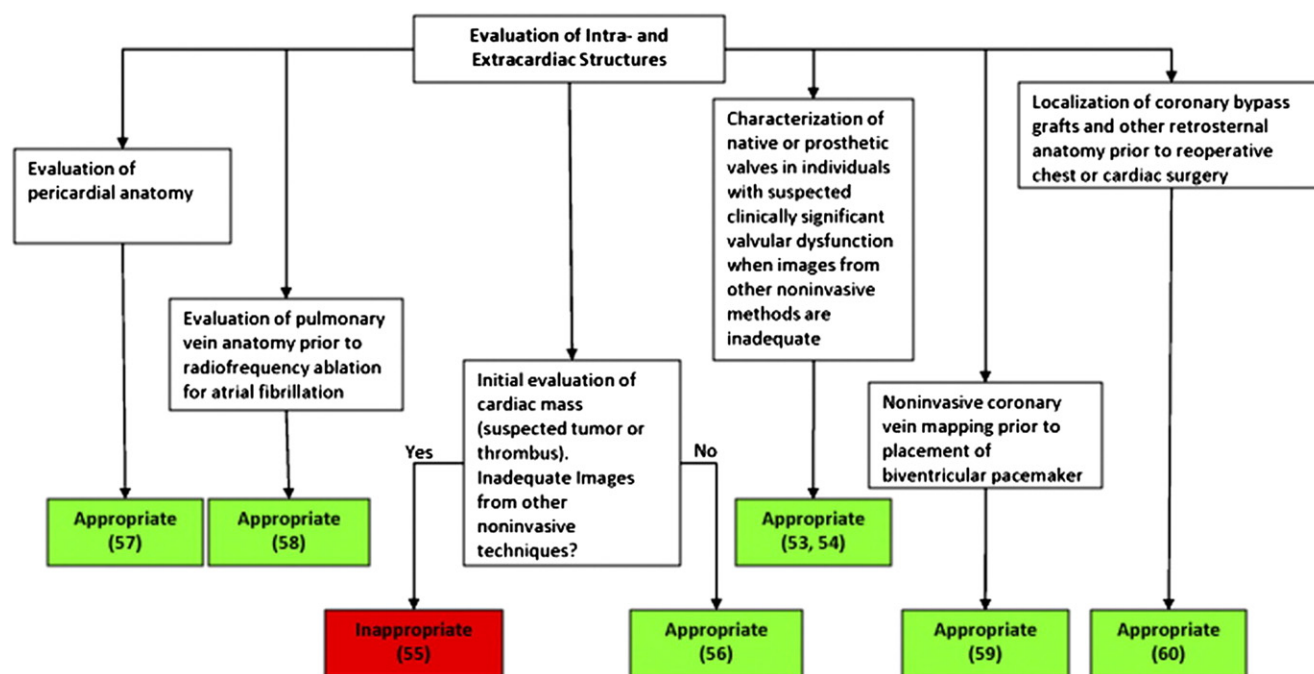 Evaluation of Intra- and
Extracardiac Structures
Evaluation of
pericardial anatomy
Evaluation of pulmonary
vein anatomy prior to
radiofrequency ablation
for atrial fibrillation
Initial evaluation of
cardiac mass
(suspected tumor or
thrombus).
Inadequate Images
from other
noninvasive
techniques?
Characterization of
native or prosthetic
valves in individuals
with suspected
clinically significant
valvular dysfunction
when images from
other noninvasive
methods are
inadequate
Noninvasive coronary
vein mapping prior to
placement of
biventricular pacemaker
Localization of coronary bypass
grafts and other retrosternal
anatomy prior to reoperative
chest or cardiac surgery
Yes
No
Appropriate
(57)
Appropriate
(58)
Inappropriate
(55)
Appropriate
(56)
Appropriate
(53, 54)
Appropriate
(59)
Appropriate
(60)